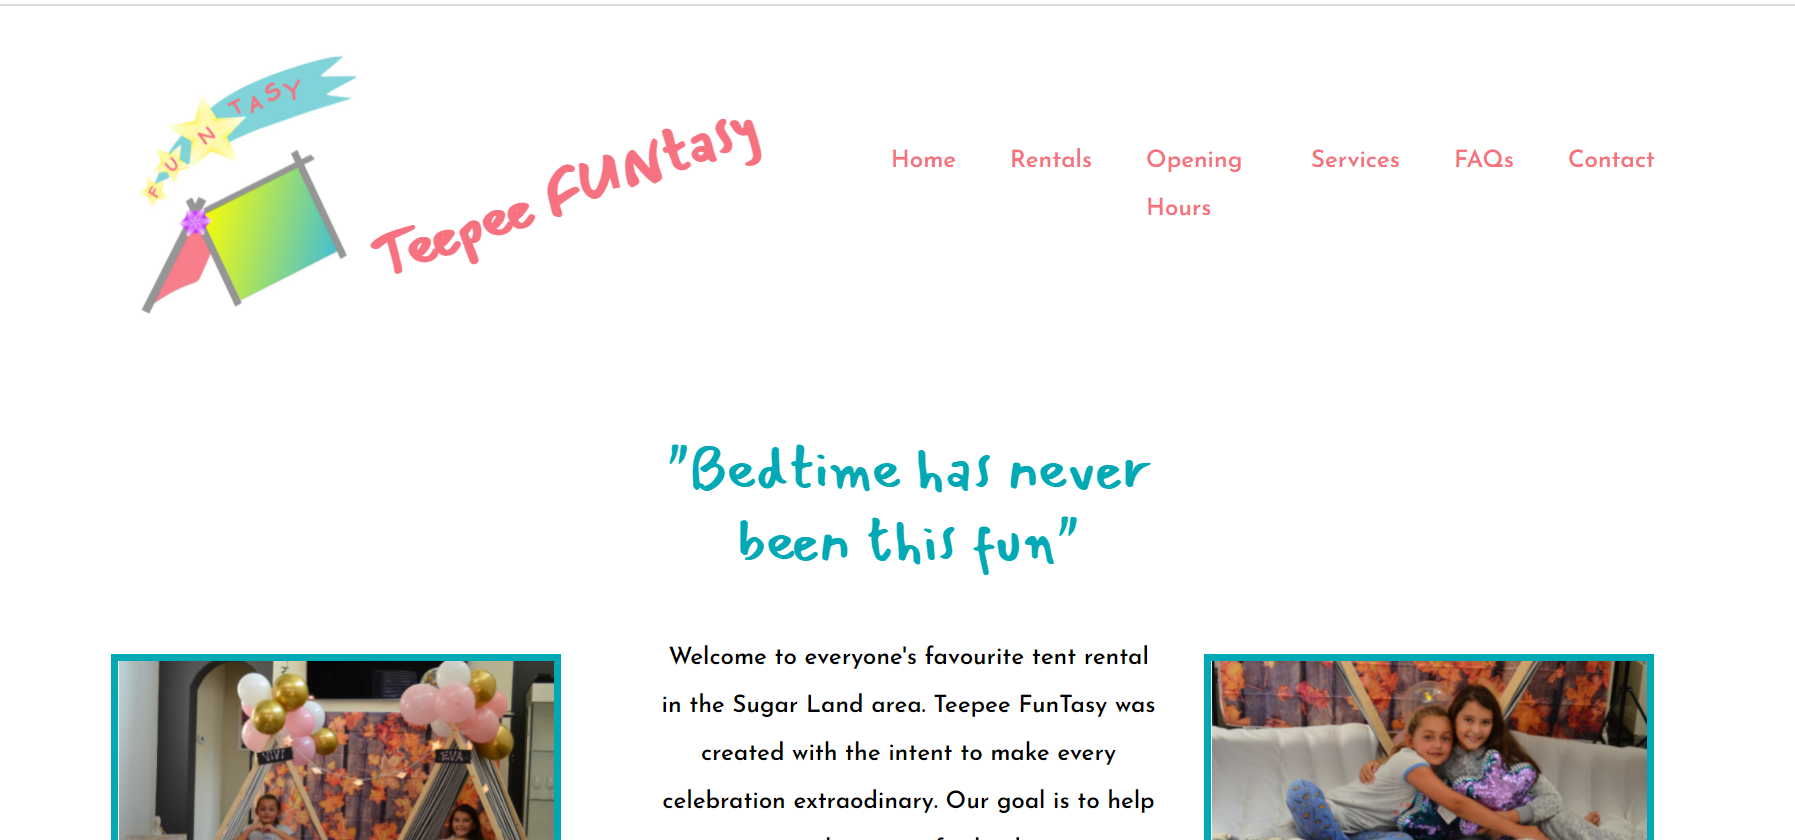 FUNTASY
Teepee FUNtasy
Home Rentals Opening Hours Services FAQs Contact
"Bedtime has never
been this fun"
Welcome to everyone's favourite tent rental
in the Sugar Land area. Teepee FunTasy was
created with the intent to make every
celebration extraodinary. Our goal is to help
VIVI
EVA